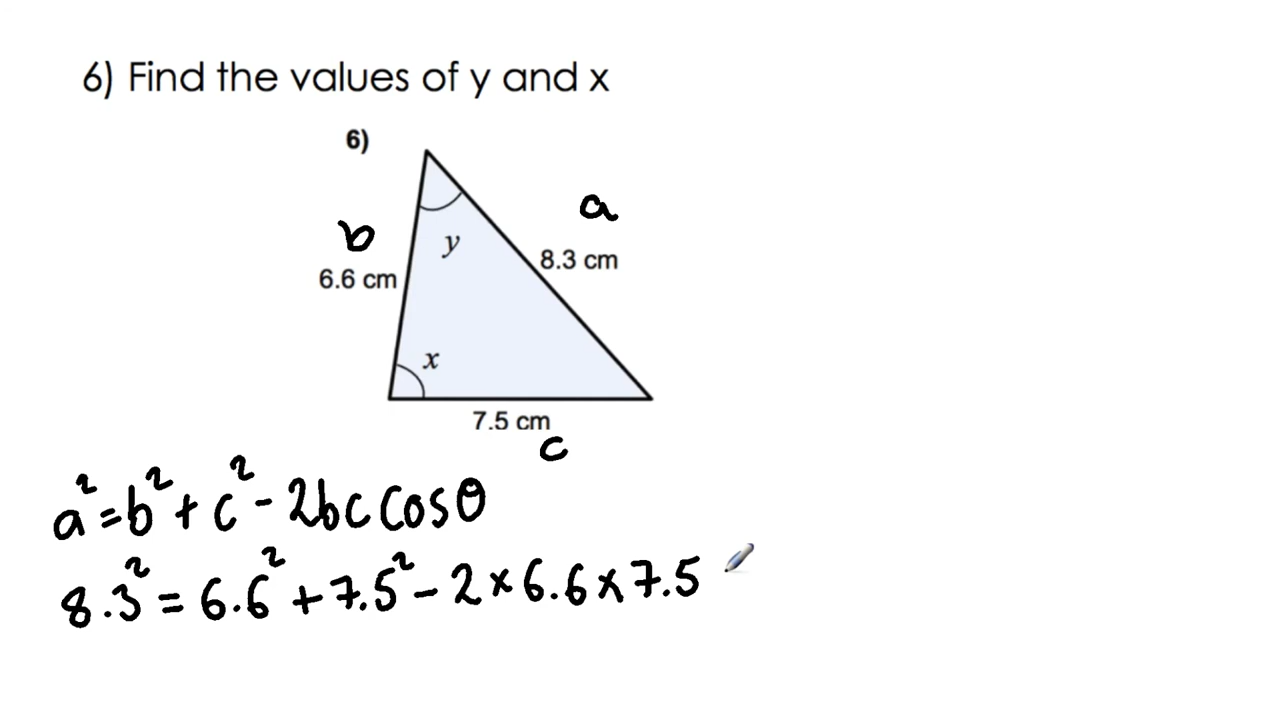 6) Find the values of y and x
6)
a
b
y
8.3 cm
6.6 cm
x
7.5 cm
c
a² = b² + c² - 2bc cosθ
8.3² = 6.6² + 7.5² - 2 × 6.6 × 7.5